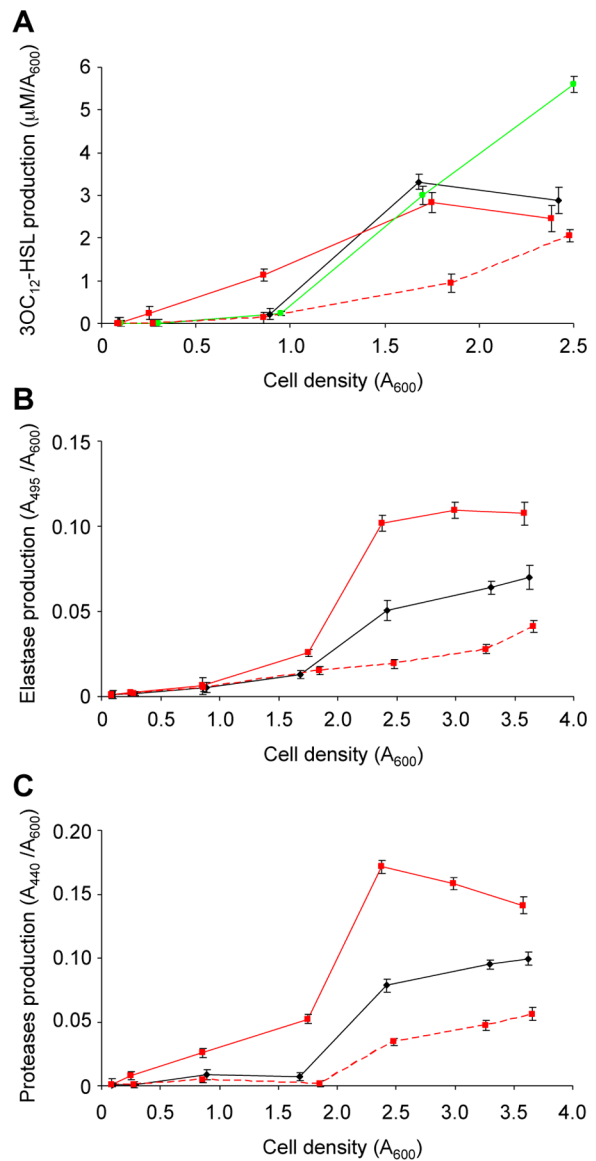 A
3OC₁₂-HSL production (µM/A₆₀₀)
6
5
4
3
2
1
0
0 0.5 1.0 1.5 2.0 2.5
Cell density (A₆₀₀)
B
Elastase production (A₄₉₅ /A₆₀₀)
0.15
0.10
0.05
0
0 0.5 1.0 1.5 2.0 2.5 3.0 3.5 4.0
Cell density (A₆₀₀)
C
Proteases production (A₄₄₀ /A₆₀₀)
0.20
0.15
0.10
0.05
0
0 0.5 1.0 1.5 2.0 2.5 3.0 3.5 4.0
Cell density (A₆₀₀)